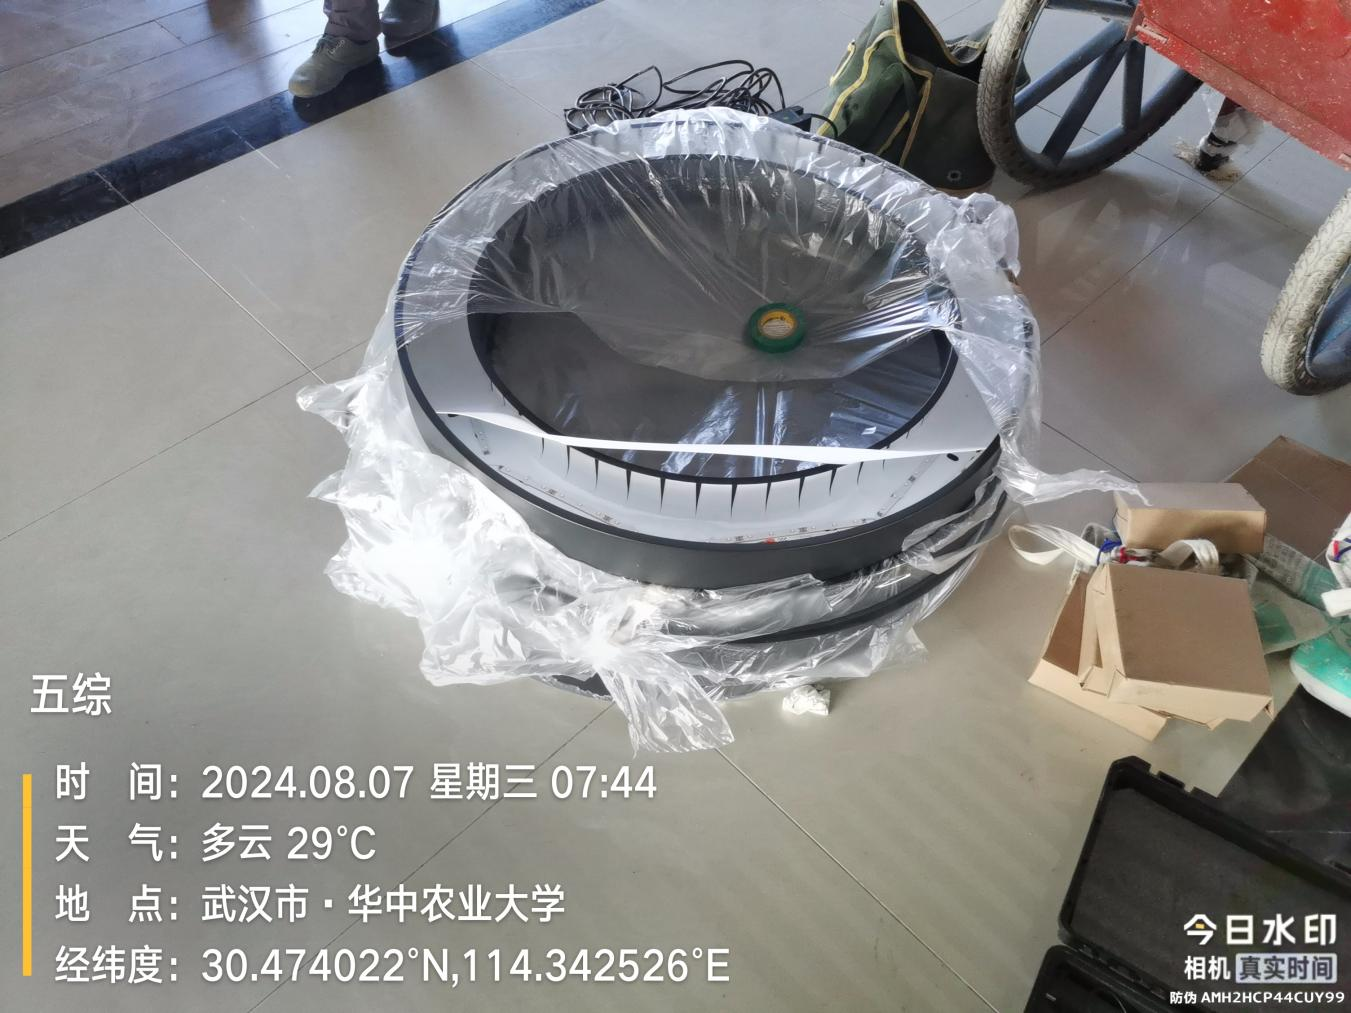 五综
时 间：2024.08.07 星期三 07:44
天 气：多云 29℃
地 点：武汉市·华中农业大学
经纬度：30.474022°N,114.342526°E
今日水印
相机 真实时间
防伪 AMH2HCP44CUY99